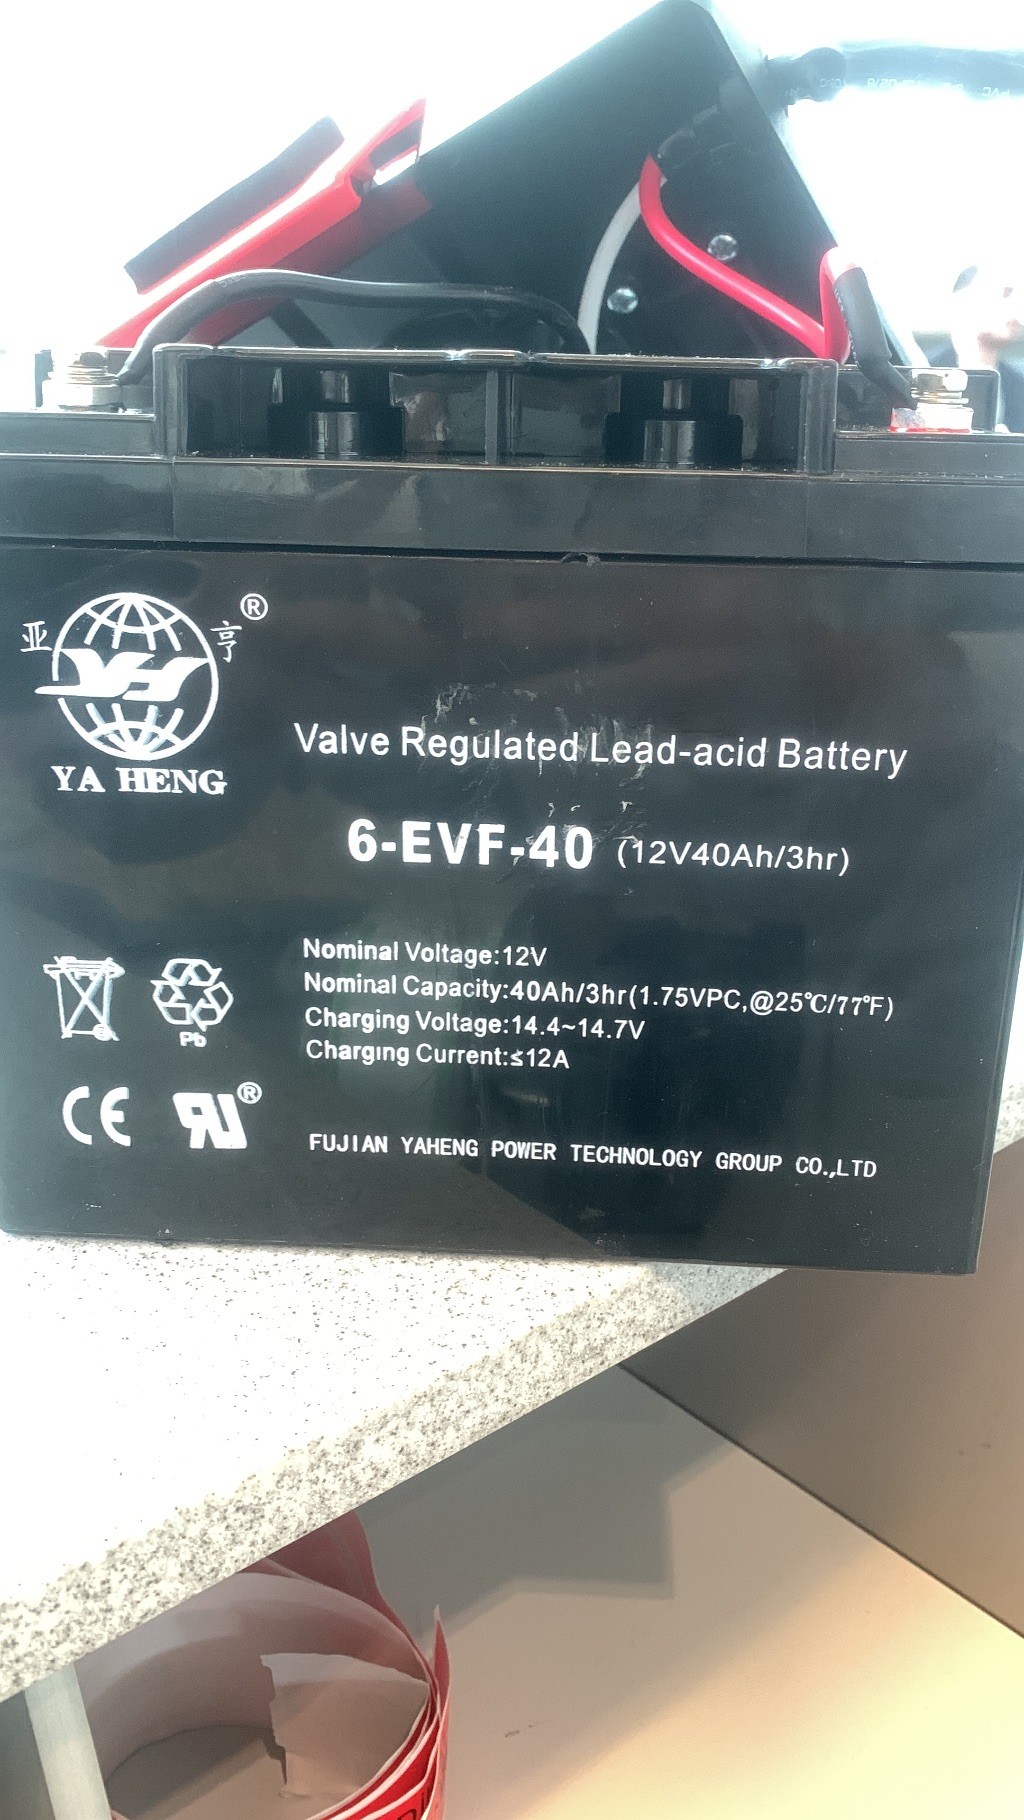 亚 亨 ®
YH
YA HENG
Valve Regulated Lead-acid Battery
6-EVF-40 (12V40Ah/3hr)
Nominal Voltage:12V
Nominal Capacity:40Ah/3hr(1.75VPC,@25℃/77℉)
Charging Voltage:14.4~14.7V
Charging Current:≤12A
Pb
CE
RU®
FUJIAN YAHENG POWER TECHNOLOGY GROUP CO.,LTD